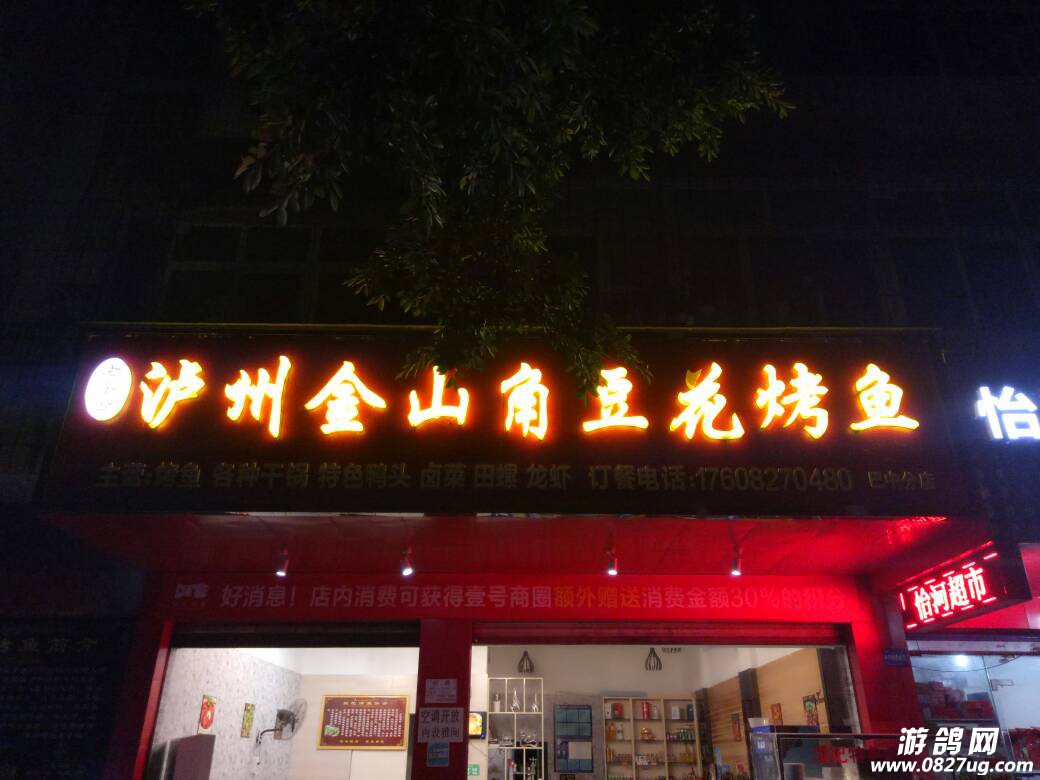 泸州金山角豆花烤鱼
怡
主营:烤鱼 各种干锅 特色鸭头 卤菜 田螺 龙虾 订餐电话:17608270480 巴中分店
好消息！店内消费可获得壹号商圈额外赠送消费金额30%的积分
怡河超市
空调开放
内设雅间
游鸽网
www.0827ug.com